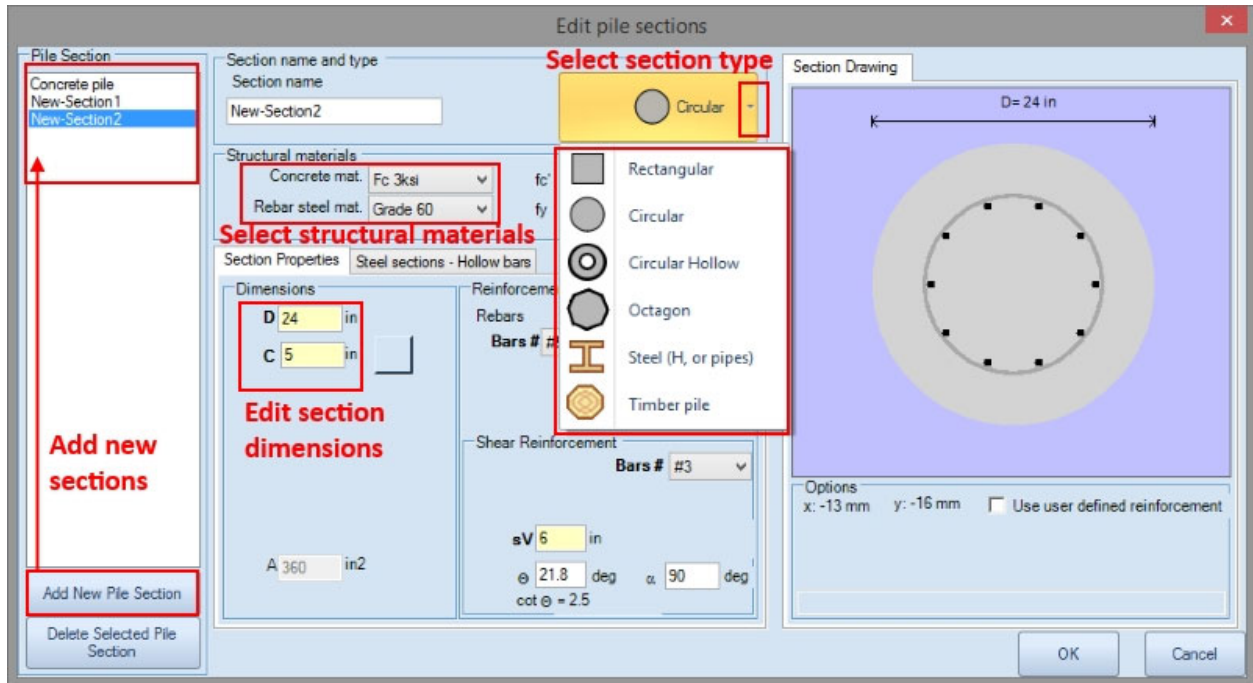 Edit pile sections
Pile Section
Concrete pile
New-Section1
New-Section2
Add new
sections
Add New Pile Section
Delete Selected Pile
Section
Section name and type
Section name
New-Section2
Select section type
Circular
Structural materials
Concrete mat. Fc 3ksi fc'
Rebar steel mat. Grade 60 fy
Select structural materials
Rectangular
Circular
Circular Hollow
Octagon
Steel (H, or pipes)
Timber pile
Section Properties Steel sections - Hollow bars
Dimensions
D 24 in
C 5 in
Edit section
dimensions
A 360 in2
Rebars
Bars #
Shear Reinforcement
Bars # #3
sV 6 in
Θ 21.8 deg α 90 deg
cot Θ = 2.5
Section Drawing
D= 24 in
Options
x: -13 mm y: -16 mm Use user defined reinforcement
OK Cancel